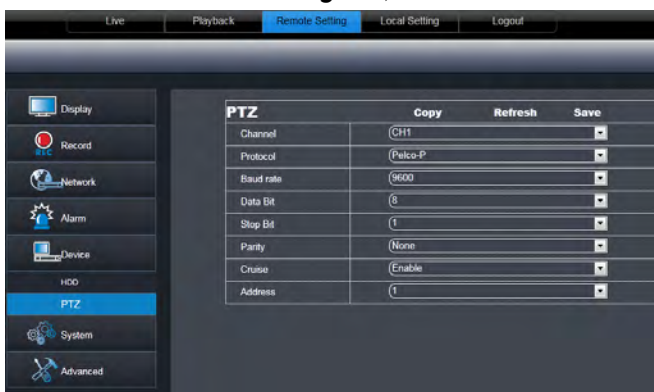 Live Playback Remote Setting Local Setting Logout
Display
Record
REC
Network
Alarm
Device
HDD
PTZ
System
Advanced
PTZ Copy Refresh Save
Channel CH1
Protocol Pelco-P
Baud rate 9600
Data Bit 8
Stop Bit 1
Parity None
Cruise Enable
Address 1